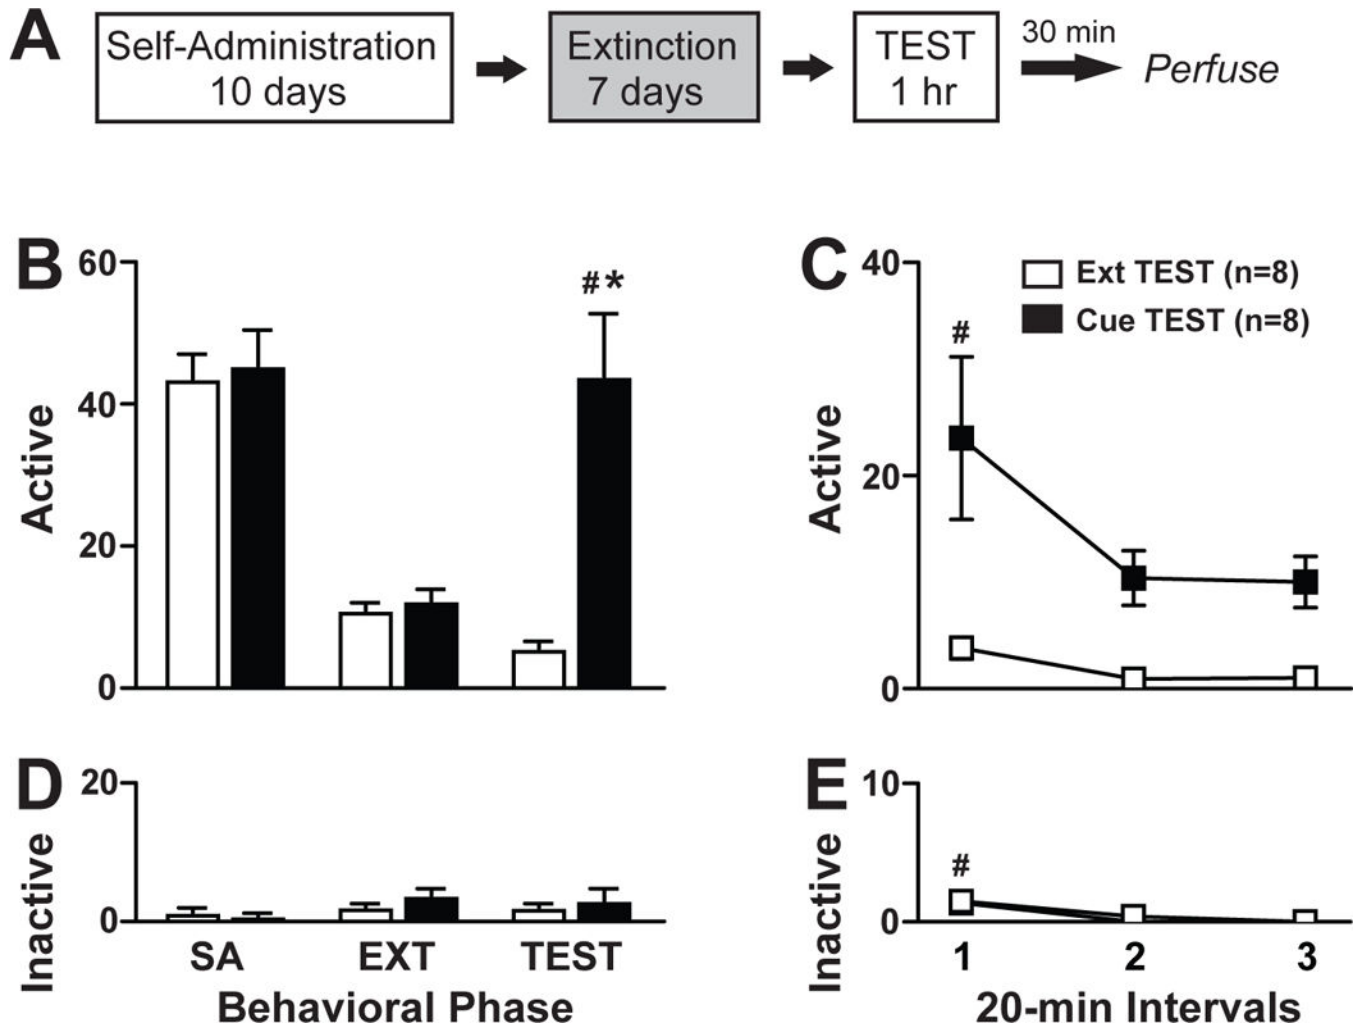 A
Self-Administration
10 days
Extinction
7 days
TEST
1 hr
30 min
Perfuse
B
60
40
20
0
Active
#*
C
40
20
0
Active
#
Ext TEST (n=8)
Cue TEST (n=8)
D
20
0
Inactive
SA
EXT
TEST
Behavioral Phase
E
10
0
Inactive
#
1
2
3
20-min Intervals